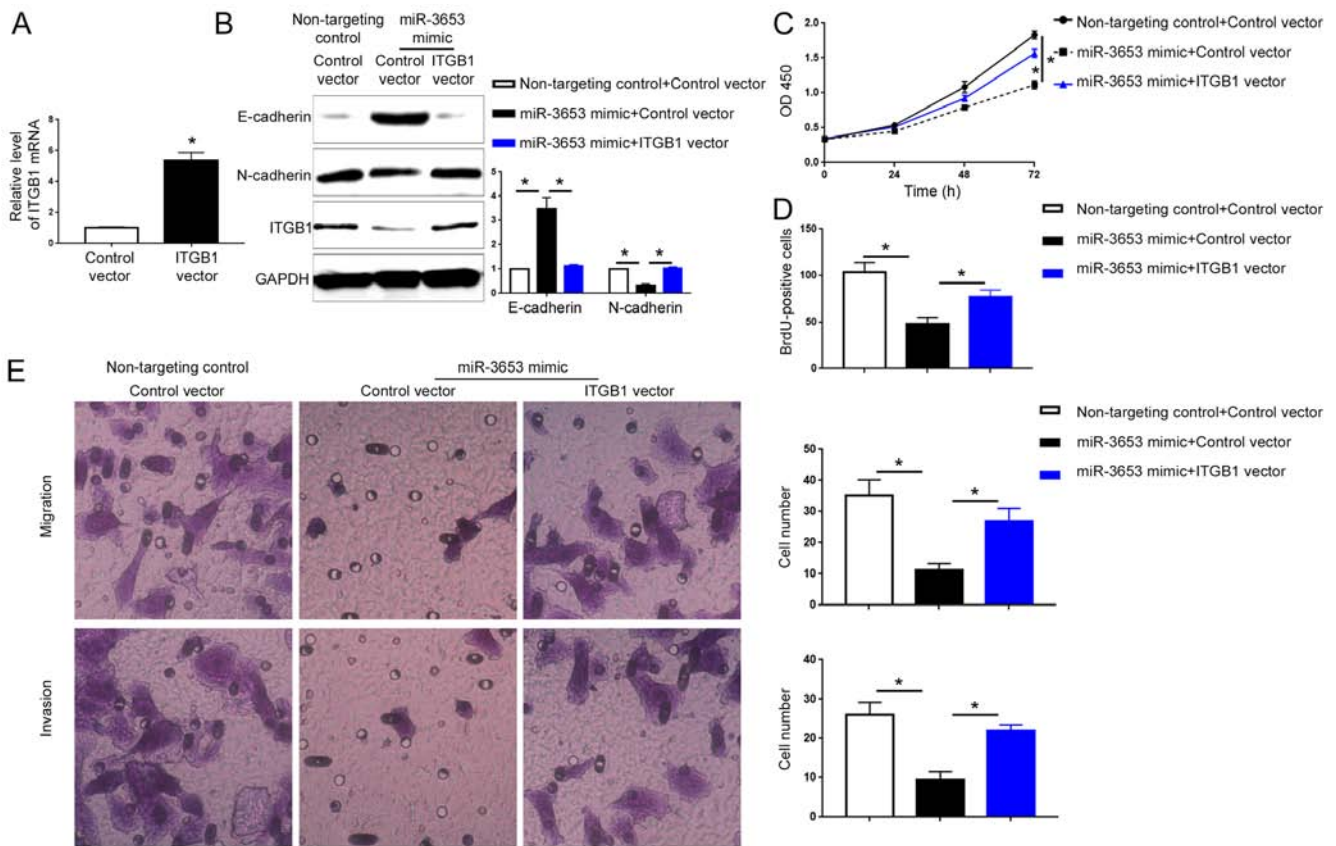 A
Relative level
of ITGB1 mRNA
8
6
4
2
0
*
Control
vector
ITGB1
vector
B
Non-targeting
control
miR-3653
mimic
Control
vector
Control
vector
ITGB1
vector
E-cadherin
N-cadherin
ITGB1
GAPDH
Non-targeting control+Control vector
miR-3653 mimic+Control vector
miR-3653 mimic+ITGB1 vector
5
4
3
2
1
0
* *
* *
E-cadherin
N-cadherin
C
OD 450
2.0
1.5
1.0
0.5
0.0
0
24
48
72
Time (h)
*
*
Non-targeting control+Control vector
miR-3653 mimic+Control vector
miR-3653 mimic+ITGB1 vector
D
BrdU-positive cells
150
100
50
0
*
*
Non-targeting control+Control vector
miR-3653 mimic+Control vector
miR-3653 mimic+ITGB1 vector
E
Non-targeting control
miR-3653 mimic
Control vector
Control vector
ITGB1 vector
Migration
Invasion
Cell number
50
40
30
20
10
0
*
*
Non-targeting control+Control vector
miR-3653 mimic+Control vector
miR-3653 mimic+ITGB1 vector
Cell number
40
30
20
10
0
*
*